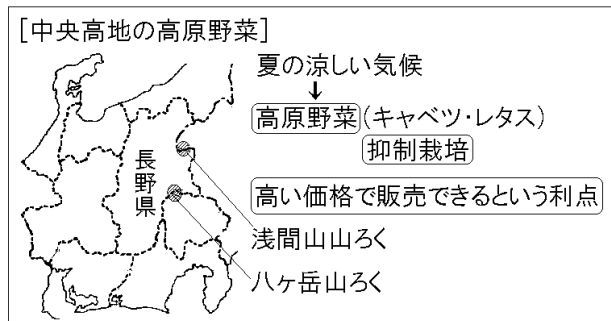 [中央高地の高原野菜]
夏の涼しい気候
↓
高原野菜(キャベツ・レタス)
抑制栽培
高い価格で販売できるという利点
長野県
浅間山山ろく
八ヶ岳山ろく